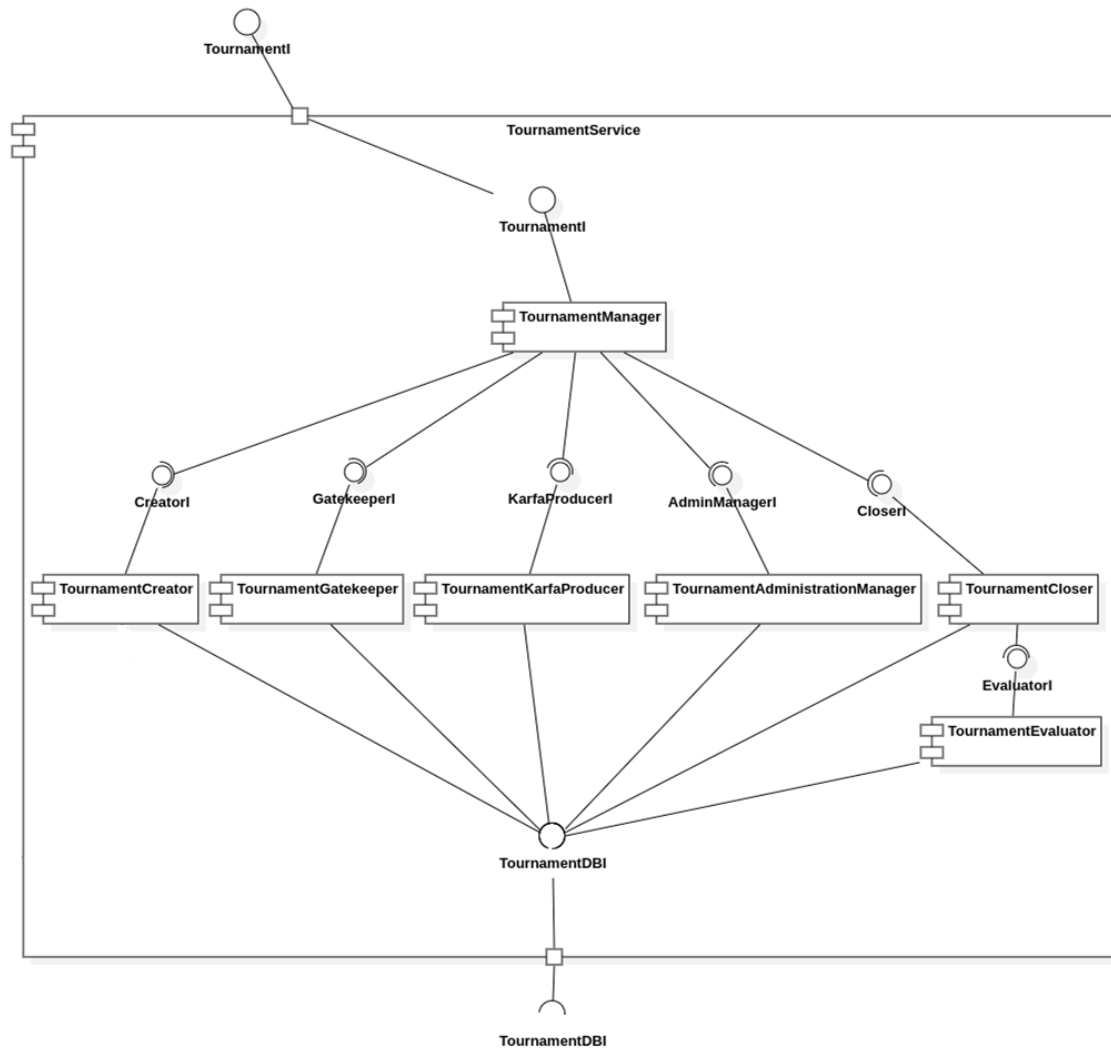 TournamentI
TournamentService
TournamentI
TournamentManager
CreatorI
GatekeeperI
KarfaProducerI
AdminManagerI
CloserI
TournamentCreator
TournamentGatekeeper
TournamentKarfaProducer
TournamentAdministrationManager
TournamentCloser
EvaluatorI
TournamentEvaluator
TournamentDBI
TournamentDBI